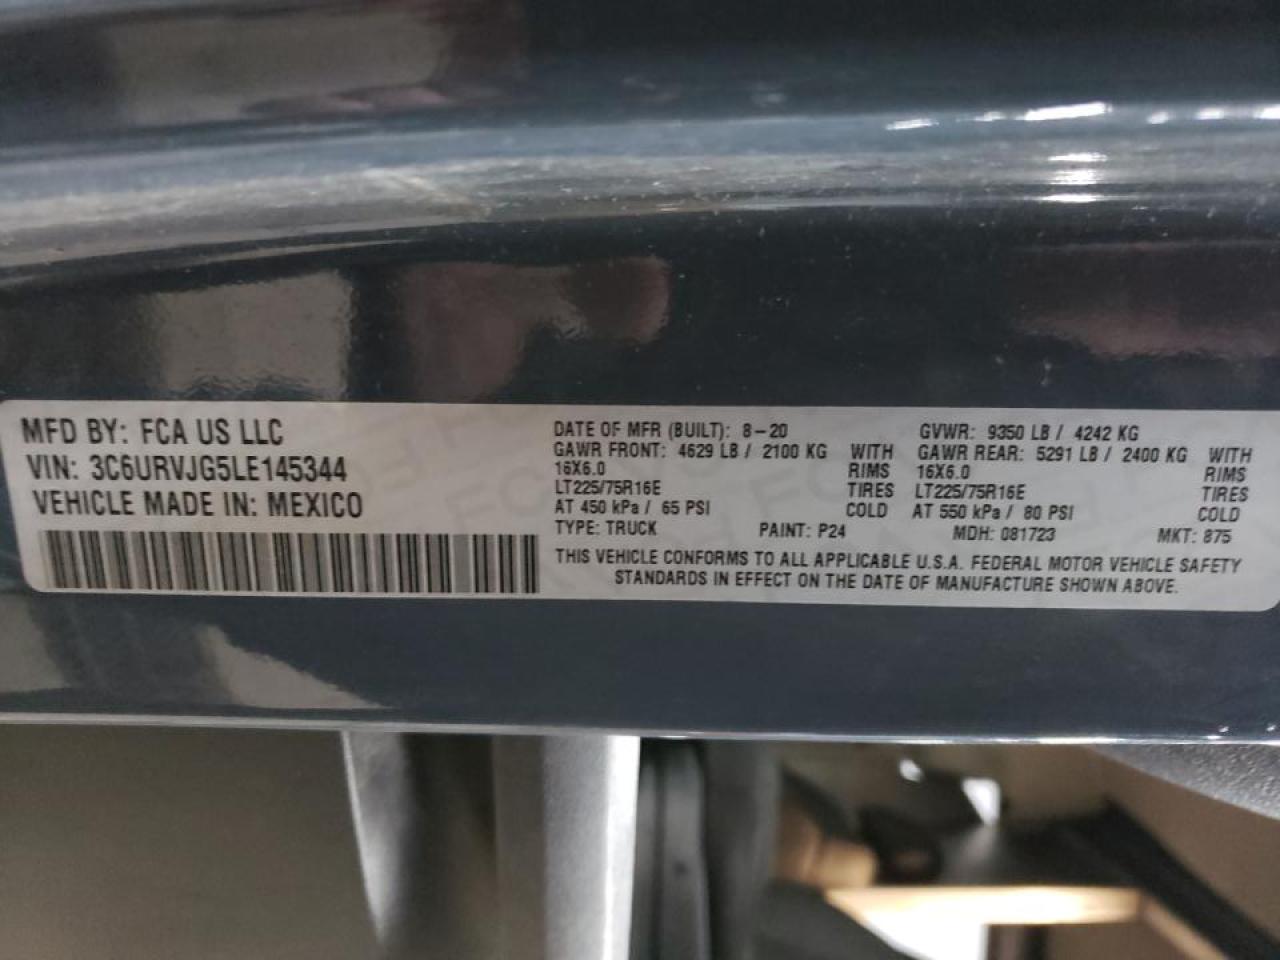 MFD BY: FCA US LLC
VIN: 3C6URVJG5LE145344
VEHICLE MADE IN: MEXICO
DATE OF MFR (BUILT): 8-20 GVWR: 9350 LB / 4242 KG
GAWR FRONT: 4629 LB / 2100 KG WITH GAWR REAR: 5291 LB / 2400 KG WITH
16X6.0 RIMS 16X6.0 RIMS
LT225/75R16E TIRES LT225/75R16E TIRES
AT 450 kPa / 65 PSI COLD AT 550 kPa / 80 PSI COLD
TYPE: TRUCK PAINT: P24 MDH: 081723 MKT: 875
THIS VEHICLE CONFORMS TO ALL APPLICABLE U.S.A. FEDERAL MOTOR VEHICLE SAFETY
STANDARDS IN EFFECT ON THE DATE OF MANUFACTURE SHOWN ABOVE.